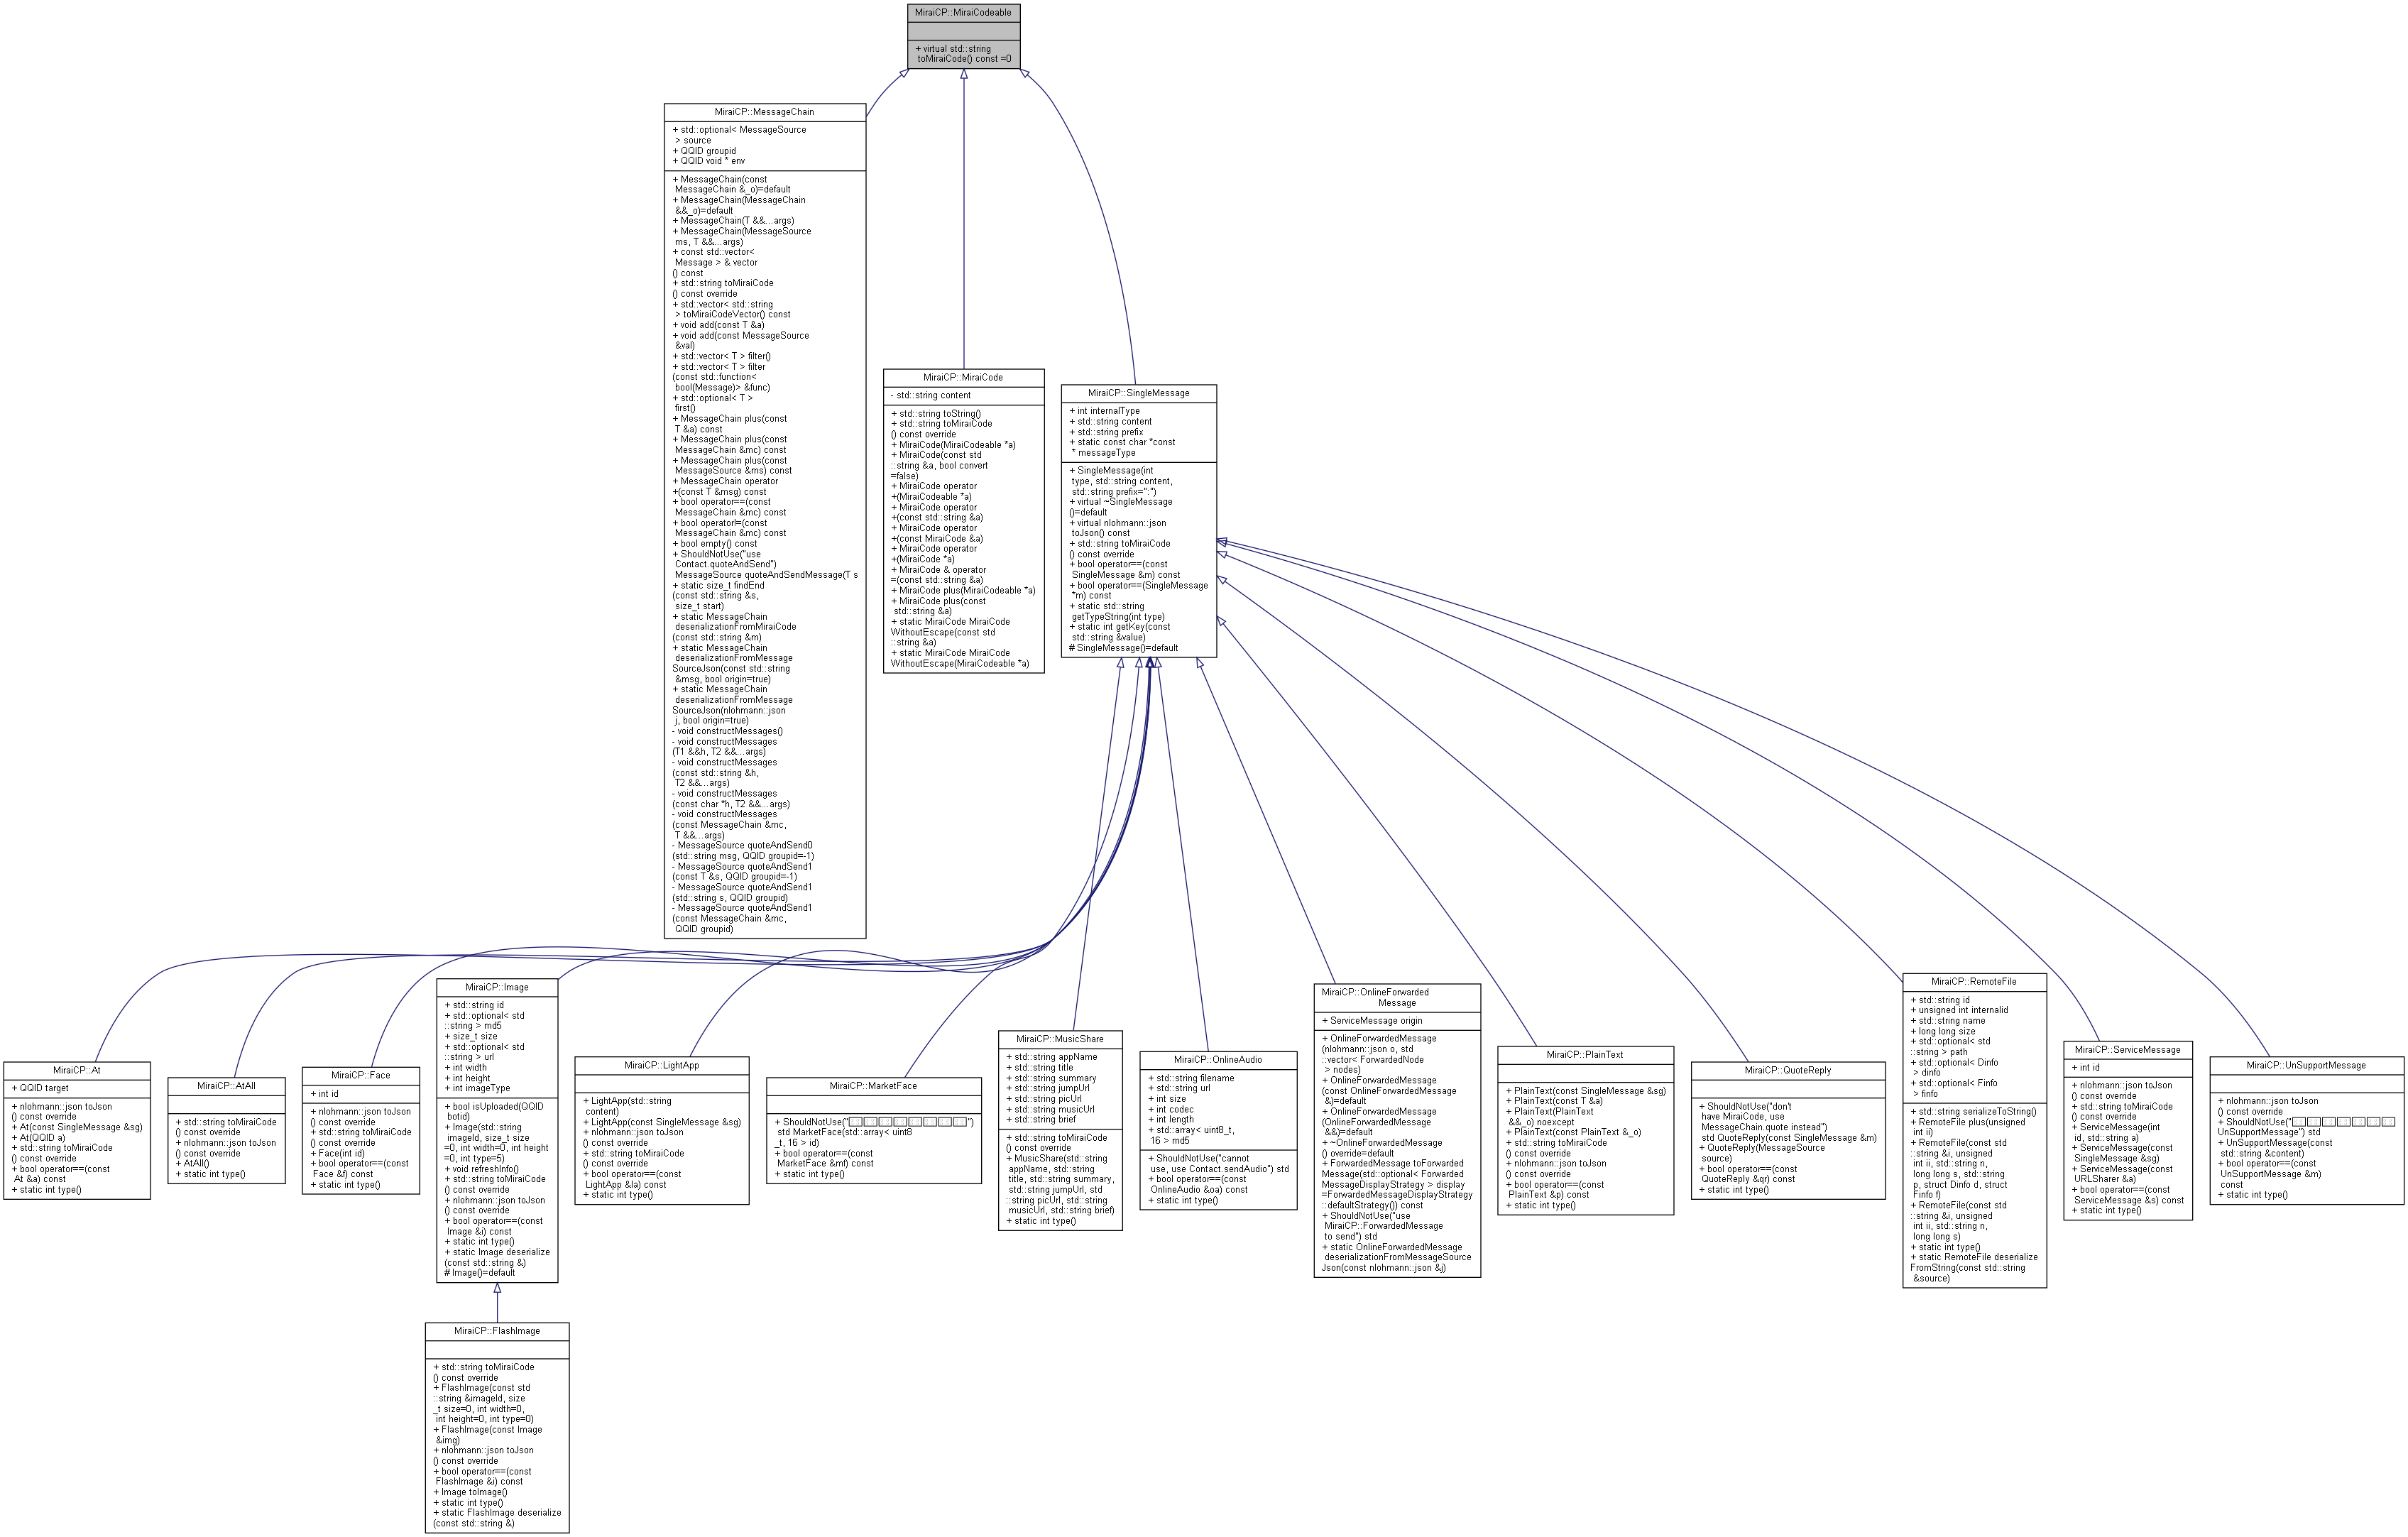 MiraiCP::MiraiCodeable
+ virtual std::string
toMiraiCode() const =0
MiraiCP::MessageChain
+ std::optional< MessageSource
> source
+ QQID groupid
+ QQID void * env
+ MessageChain(const
MessageChain &_o)=default
+ MessageChain(MessageChain
&&_o)=default
+ MessageChain(T &&...args)
+ MessageChain(MessageSource
ms, T &&...args)
+ const std::vector<
Message > & vector
() const
+ std::string toMiraiCode
() const override
+ std::vector< std::string
> toMiraiCodeVector() const
+ void add(const T &a)
+ void add(const MessageSource
&val)
+ std::vector< T > filter()
+ std::vector< T > filter
(const std::function<
bool(Message)> &func)
+ std::optional< T >
first()
+ MessageChain plus(const
T &a) const
+ MessageChain plus(const
MessageChain &mc) const
+ MessageChain plus(const
MessageSource &ms) const
+ MessageChain operator
+(const T &msg) const
+ bool operator==(const
MessageChain &mc) const
+ bool operator!=(const
MessageChain &mc) const
+ bool empty() const
+ ShouldNotUse("use
Contact.quoteAndSend")
MessageSource quoteAndSendMessage(T s
+ static size_t findEnd
(const std::string &s,
size_t start)
+ static MessageChain
deserializationFromMiraiCode
(const std::string &m)
+ static MessageChain
deserializationFromMessage
SourceJson(const std::string
&msg, bool origin=true)
+ static MessageChain
deserializationFromMessage
SourceJson(nlohmann::json
j, bool origin=true)
- void constructMessages()
- void constructMessages
(T1 &&h, T2 &&...args)
- void constructMessages
(const std::string &h,
T2 &&...args)
- void constructMessages
(const char *h, T2 &&...args)
- void constructMessages
(const MessageChain &mc,
T &&...args)
- MessageSource quoteAndSend0
(std::string msg, QQID groupid=-1)
- MessageSource quoteAndSend1
(const T &s, QQID groupid=-1)
- MessageSource quoteAndSend1
(std::string s, QQID groupid)
- MessageSource quoteAndSend1
(const MessageChain &mc,
QQID groupid)
MiraiCP::MiraiCode
- std::string content
+ std::string toString()
+ std::string toMiraiCode
() const override
+ MiraiCode(MiraiCodeable *a)
+ MiraiCode(const std
::string &a, bool convert
=false)
+ MiraiCode operator
+(MiraiCodeable *a)
+ MiraiCode operator
+(const std::string &a)
+ MiraiCode operator
+(const MiraiCode &a)
+ MiraiCode operator
+(MiraiCode *a)
+ MiraiCode & operator
=(const std::string &a)
+ MiraiCode plus(MiraiCodeable *a)
+ MiraiCode plus(const
std::string &a)
+ static MiraiCode MiraiCode
WithoutEscape(const std
::string &a)
+ static MiraiCode MiraiCode
WithoutEscape(MiraiCodeable *a)
MiraiCP::SingleMessage
+ int internalType
+ std::string content
+ std::string prefix
+ static const char *const
* messageType
+ SingleMessage(int
type, std::string content,
std::string prefix=":")
+ virtual ~SingleMessage
()=default
+ virtual nlohmann::json
toJson() const
+ std::string toMiraiCode
() const override
+ bool operator==(const
SingleMessage &m) const
+ bool operator==(SingleMessage
*m) const
+ static std::string
getTypeString(int type)
+ static int getKey(const
std::string &value)
# SingleMessage()=default
MiraiCP::At
+ QQID target
+ nlohmann::json toJson
() const override
+ At(const SingleMessage &sg)
+ At(QQID a)
+ std::string toMiraiCode
() const override
+ bool operator==(const
At &a) const
+ static int type()
MiraiCP::AtAll
+ std::string toMiraiCode
() const override
+ nlohmann::json toJson
() const override
+ AtAll()
+ static int type()
MiraiCP::Face
+ int id
+ nlohmann::json toJson
() const override
+ std::string toMiraiCode
() const override
+ Face(int id)
+ bool operator==(const
Face &f) const
+ static int type()
MiraiCP::Image
+ std::string id
+ std::optional< std
::string > md5
+ size_t size
+ std::optional< std
::string > url
+ int width
+ int height
+ int imageType
+ bool isUploaded(QQID
botid)
+ Image(std::string
imageId, size_t size
=0, int width=0, int height
=0, int type=5)
+ void refreshInfo()
+ std::string toMiraiCode
() const override
+ nlohmann::json toJson
() const override
+ bool operator==(const
Image &i) const
+ static int type()
+ static Image deserialize
(const std::string &)
# Image()=default
MiraiCP::LightApp
+ LightApp(std::string
content)
+ LightApp(const SingleMessage &sg)
+ nlohmann::json toJson
() const override
+ std::string toMiraiCode
() const override
+ bool operator==(const
LightApp &la) const
+ static int type()
MiraiCP::MarketFace
+ ShouldNotUse("")
std MarketFace(std::array< uint8
_t, 16 > id)
+ bool operator==(const
MarketFace &mf) const
+ static int type()
MiraiCP::MusicShare
+ std::string appName
+ std::string title
+ std::string summary
+ std::string jumpUrl
+ std::string picUrl
+ std::string musicUrl
+ std::string brief
+ std::string toMiraiCode
() const override
+ MusicShare(std::string
appName, std::string
title, std::string summary,
std::string jumpUrl, std
::string picUrl, std::string
musicUrl, std::string brief)
+ static int type()
MiraiCP::OnlineAudio
+ std::string filename
+ std::string url
+ int size
+ int codec
+ int length
+ std::array< uint8_t,
16 > md5
+ ShouldNotUse("cannot
use, use Contact.sendAudio") std
+ bool operator==(const
OnlineAudio &oa) const
+ static int type()
MiraiCP::OnlineForwarded
Message
+ ServiceMessage origin
+ OnlineForwardedMessage
(nlohmann::json o, std
::vector< ForwardedNode
> nodes)
+ OnlineForwardedMessage
(const OnlineForwardedMessage
&)=default
+ OnlineForwardedMessage
(OnlineForwardedMessage
&&)=default
+ ~OnlineForwardedMessage
() override=default
+ ForwardedMessage toForwarded
Message(std::optional< Forwarded
MessageDisplayStrategy > display
=ForwardedMessageDisplayStrategy
::defaultStrategy()) const
+ ShouldNotUse("use
MiraiCP::ForwardedMessage
to send") std
+ static OnlineForwardedMessage
deserializationFromMessageSource
Json(const nlohmann::json &j)
MiraiCP::PlainText
+ PlainText(const SingleMessage &sg)
+ PlainText(const T &a)
+ PlainText(PlainText
&&_o) noexcept
+ PlainText(const PlainText &_o)
+ std::string toMiraiCode
() const override
+ nlohmann::json toJson
() const override
+ bool operator==(const
PlainText &p) const
+ static int type()
MiraiCP::QuoteReply
+ ShouldNotUse("don't
have MiraiCode, use
MessageChain.quote instead")
std QuoteReply(const SingleMessage &m)
+ QuoteReply(MessageSource
source)
+ bool operator==(const
QuoteReply &qr) const
+ static int type()
MiraiCP::RemoteFile
+ std::string id
+ unsigned int internalid
+ std::string name
+ long long size
+ std::optional< std
::string > path
+ std::optional< Dinfo
> dinfo
+ std::optional< Finfo
> finfo
+ std::string serializeToString()
+ RemoteFile plus(unsigned
int ii)
+ RemoteFile(const std
::string &i, unsigned
int ii, std::string n,
long long s, std::string
p, struct Dinfo d, struct
Finfo f)
+ RemoteFile(const std
::string &i, unsigned
int ii, std::string n,
long long s)
+ static int type()
+ static RemoteFile deserialize
FromString(const std::string
&source)
MiraiCP::ServiceMessage
+ int id
+ nlohmann::json toJson
() const override
+ std::string toMiraiCode
() const override
+ ServiceMessage(int
id, std::string a)
+ ServiceMessage(const
SingleMessage &sg)
+ ServiceMessage(const
URLSharer &a)
+ bool operator==(const
ServiceMessage &s) const
+ static int type()
MiraiCP::UnSupportMessage
+ nlohmann::json toJson
() const override
+ ShouldNotUse("
UnSupportMessage") std
+ UnSupportMessage(const
std::string &content)
+ bool operator==(const
UnSupportMessage &m)
const
+ static int type()
MiraiCP::FlashImage
+ std::string toMiraiCode
() const override
+ FlashImage(const std
::string &imageId, size
_t size=0, int width=0,
int height=0, int type=0)
+ FlashImage(const Image
&img)
+ nlohmann::json toJson
() const override
+ bool operator==(const
FlashImage &i) const
+ Image toImage()
+ static int type()
+ static FlashImage deserialize
(const std::string &)